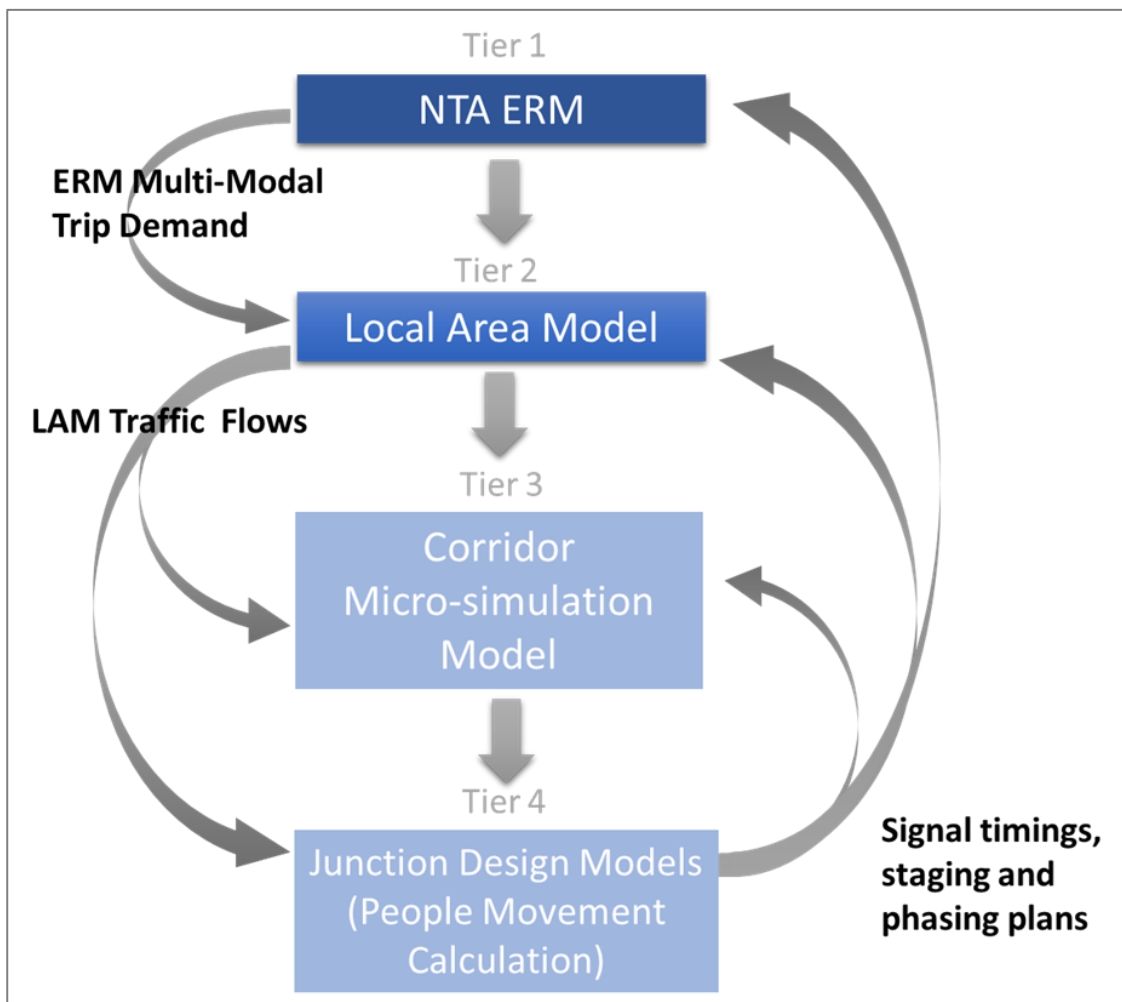 Tier 1
NTA ERM
ERM Multi-Modal
Trip Demand
Tier 2
Local Area Model
LAM Traffic  Flows
Tier 3
Corridor
Micro-simulation
Model
Tier 4
Junction Design Models
(People Movement
Calculation)
Signal timings,
staging and
phasing plans